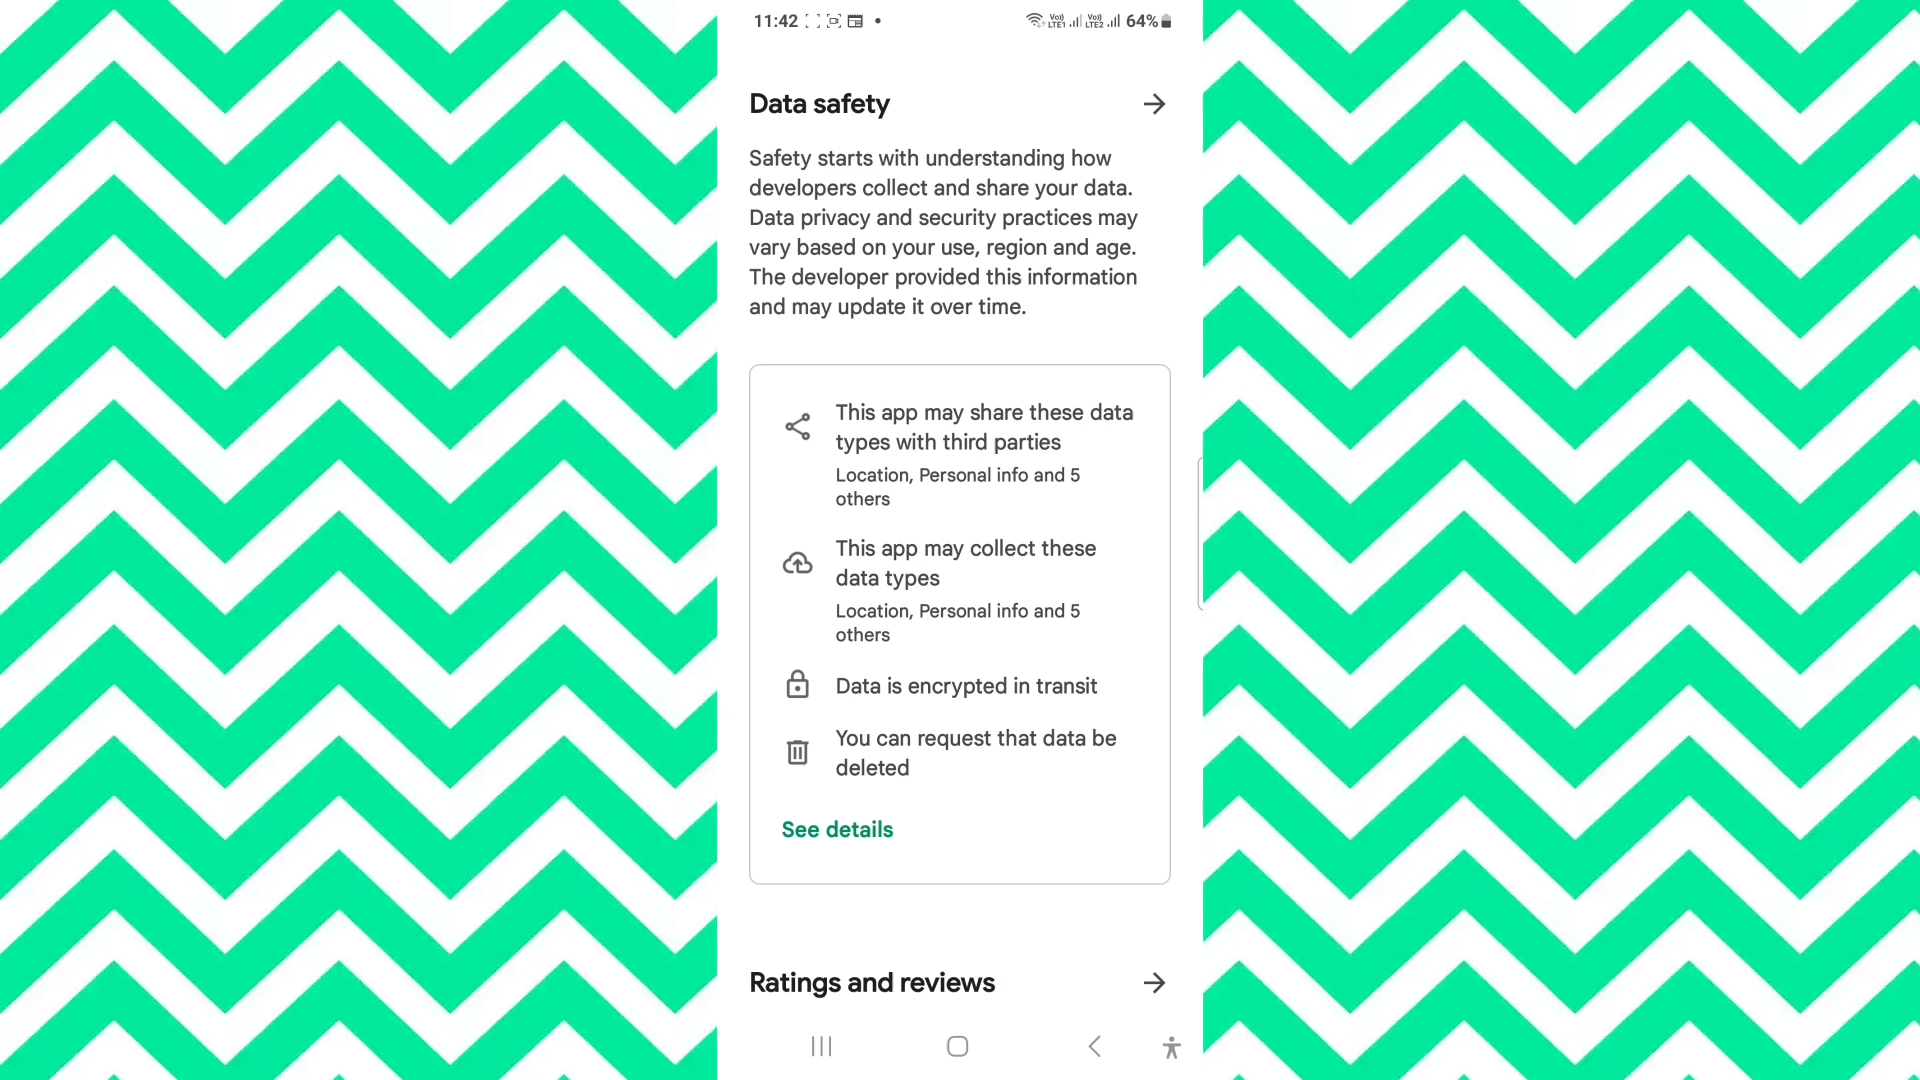 11:42 Vo) LTE1 Vo) LTE2 64%
Data safety
Safety starts with understanding how
developers collect and share your data.
Data privacy and security practices may
vary based on your use, region and age.
The developer provided this information
and may update it over time.
This app may share these data
types with third parties
Location, Personal info and 5
others
This app may collect these
data types
Location, Personal info and 5
others
Data is encrypted in transit
You can request that data be
deleted
See details
Ratings and reviews